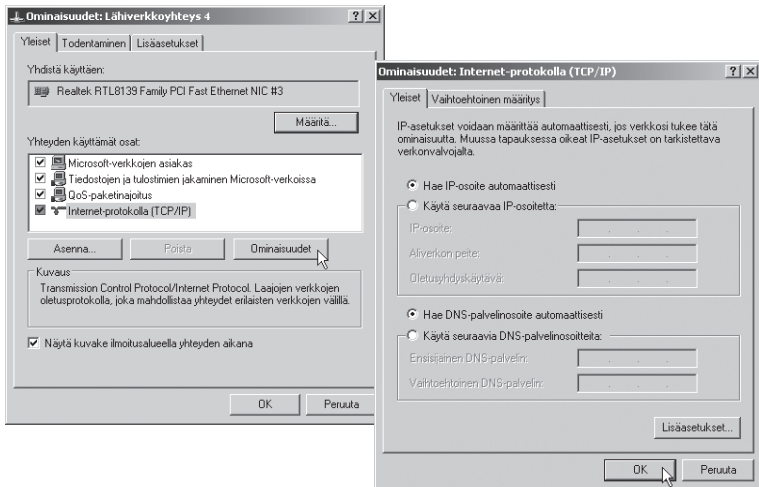 Ominaisuudet: Lähiverkkoyhteys 4
Yleiset Todentaminen Lisäasetukset
Yhdistä käyttäen:
Realtek RTL8139 Family PCI Fast Ethernet NIC #3
Määritä...
Yhteyden käyttämät osat:
Microsoft-verkkojen asiakas
Tiedostojen ja tulostimien jakaminen Microsoft-verkoissa
QoS-paketinajoitus
Internet-protokolla (TCP/IP)
Asenna... Poista Ominaisuudet
Kuvaus
Transmission Control Protocol/Internet Protocol. Laajojen verkkojen
oletusprotokolla, joka mahdollistaa yhteydet erilaisten verkkojen välillä.
Näytä kuvake ilmoitusalueella yhteyden aikana
OK Peruuta
Ominaisuudet: Internet-protokolla (TCP/IP)
Yleiset Vaihtoehtoinen määritys
IP-asetukset voidaan määrittää automaattisesti, jos verkkosi tukee tätä
ominaisuutta. Muussa tapauksessa oikeat IP-asetukset on tarkistettava
verkonvalvojalta.
Hae IP-osoite automaattisesti
Käytä seuraavaa IP-osoitetta:
IP-osoite:
Aliverkon peite:
Oletusyhdyskäytävä:
Hae DNS-palvelinosoite automaattisesti
Käytä seuraavia DNS-palvelinosoitteita:
Ensisijainen DNS-palvelin:
Vaihtoehtoinen DNS-palvelin:
Lisäasetukset...
OK Peruuta